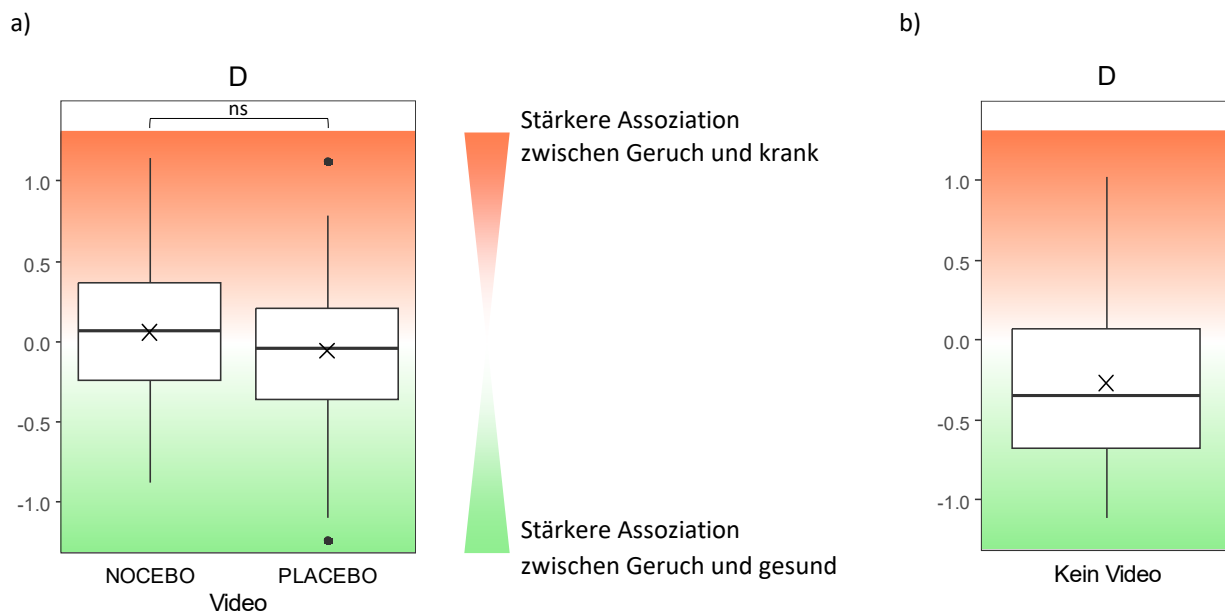 a)
D
ns
1.0
0.5
0.0
-0.5
-1.0
NOCEBO
PLACEBO
Video
Stärkere Assoziation
zwischen Geruch und krank
Stärkere Assoziation
zwischen Geruch und gesund
b)
D
1.0
0.5
0.0
-0.5
-1.0
Kein Video